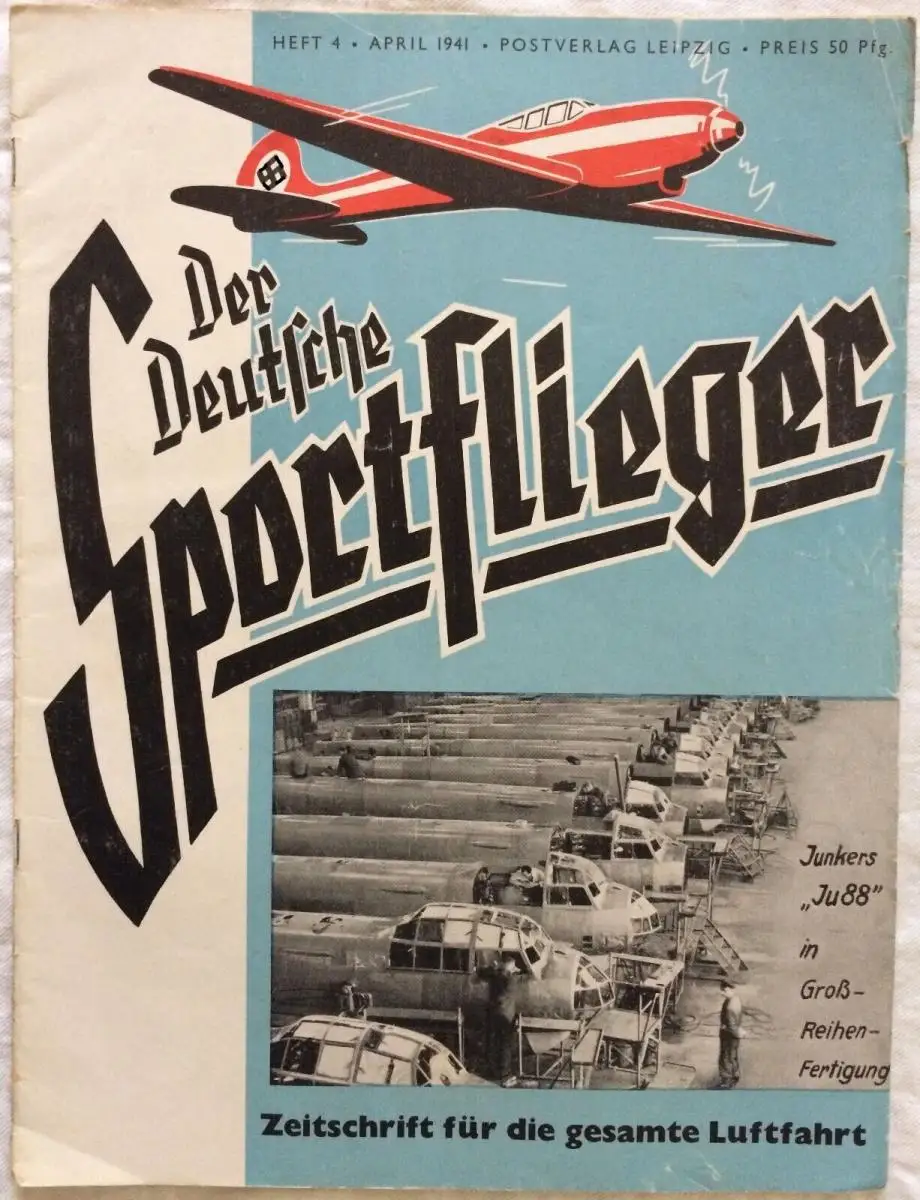 HEFT 4 • APRIL 1941 • POSTVERLAG LEIPZIG • PREIS 50 Pfg.
Der
Deutsche
Sportflieger
Junkers
„Ju88”
in
Groß-
Reihen-
Fertigung
Zeitschrift für die gesamte Luftfahrt